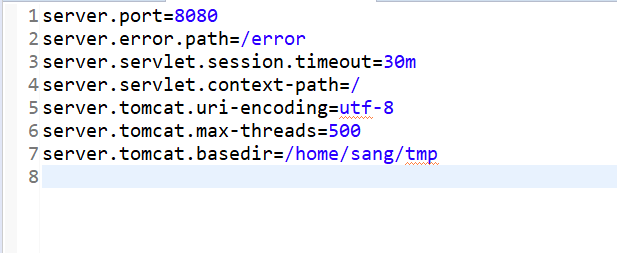 1 server.port=8080
2 server.error.path=/error
3 server.servlet.session.timeout=30m
4 server.servlet.context-path=/
5 server.tomcat.uri-encoding=utf-8
6 server.tomcat.max-threads=500
7 server.tomcat.basedir=/home/sang/tmp
8